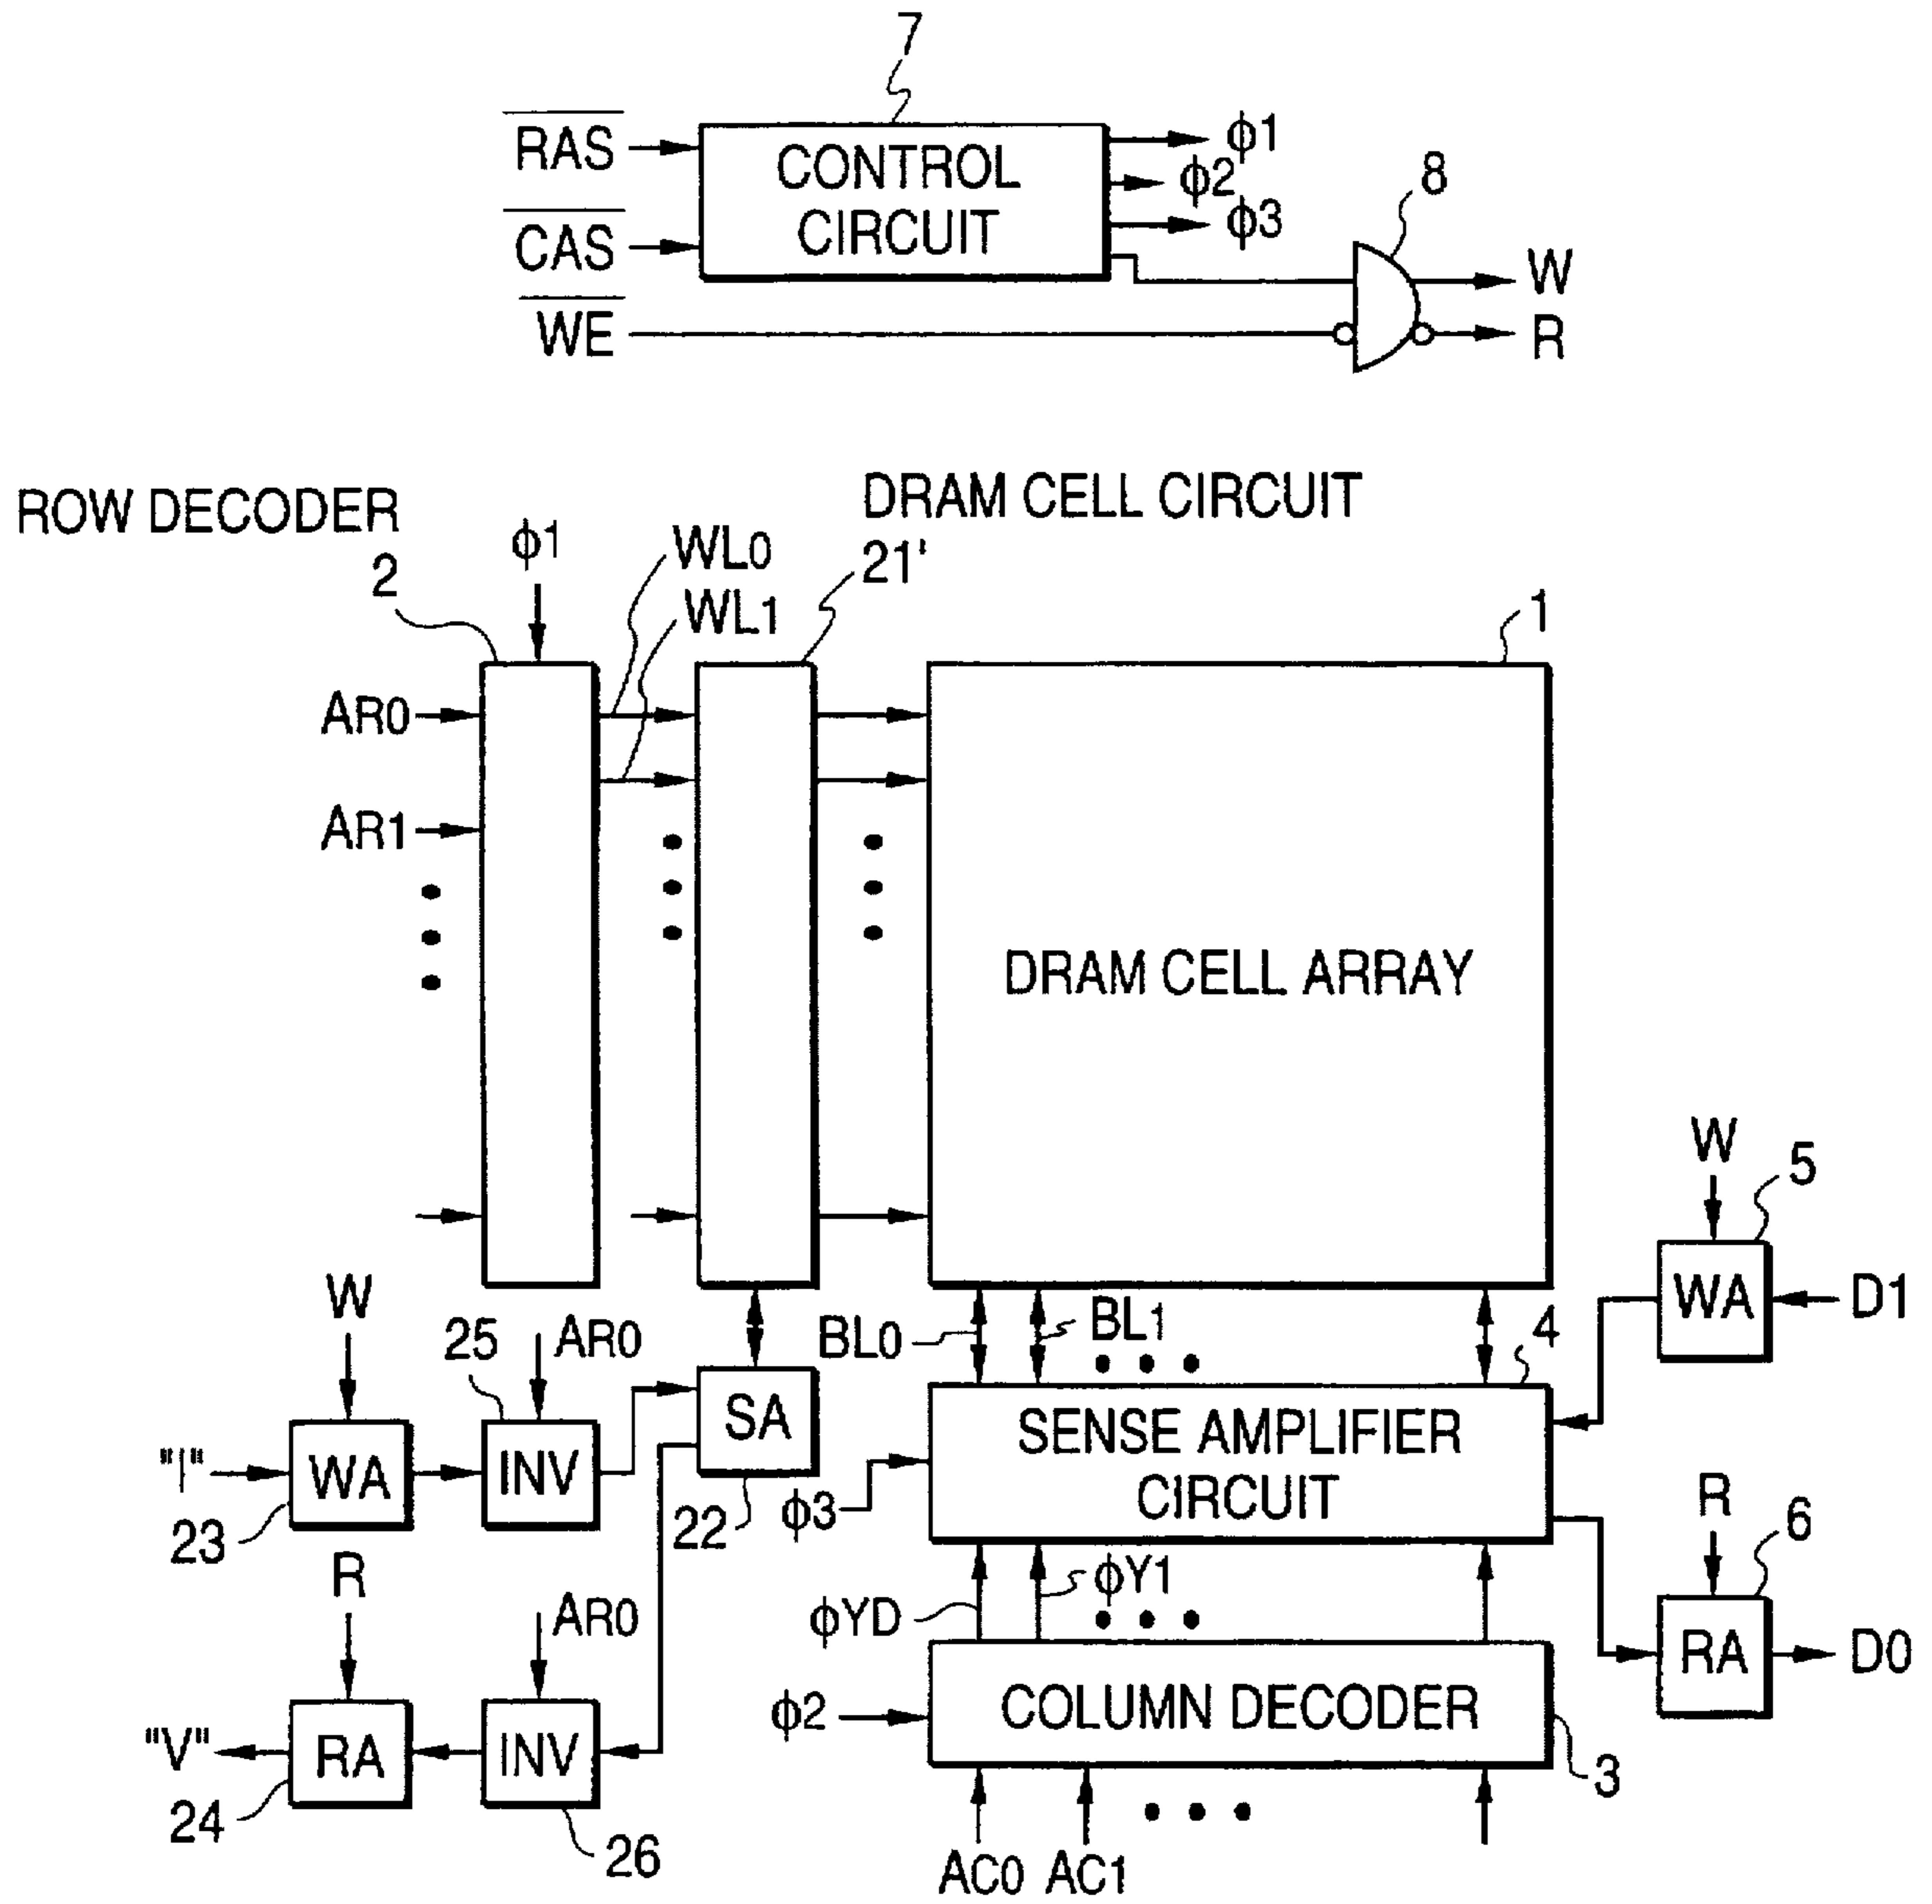 7
RAS
CONTROL
CIRCUIT
CAS
WE
ϕ1
ϕ2
ϕ3
8
W
R
ROW DECODER
2
ϕ1
WL0
WL1
DRAM CELL CIRCUIT
21'
1
AR0
AR1
DRAM CELL ARRAY
W
5
WA
D1
W
25
AR0
BL0
BL1
4
"I"
WA
INV
SA
SENSE AMPLIFIER
CIRCUIT
23
22
ϕ3
R
6
R
AR0
ϕYD
ϕY1
RA
D0
"V"
RA
INV
ϕ2
COLUMN DECODER
3
24
26
AC0
AC1